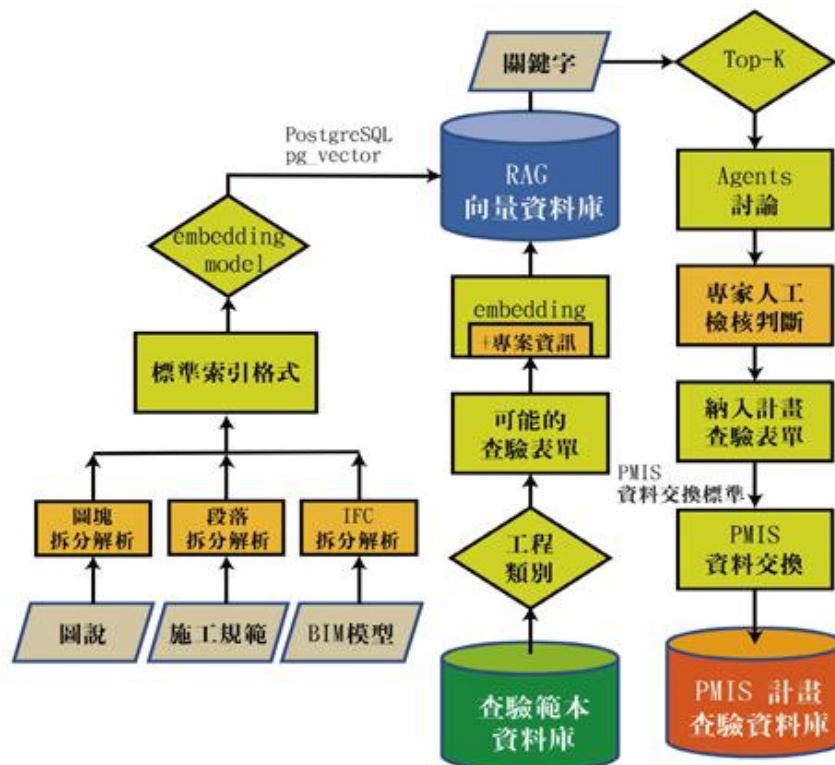 關鍵字
Top-K
PostgreSQL
pg_vector
RAG
向量資料庫
Agents
討論
embedding
model
專家人工
檢核判斷
embedding
+專案資訊
標準索引格式
可能的
查驗表單
納入計畫
查驗表單
PMIS
資料交換標準
圖塊
拆分解析
段落
拆分解析
IFC
拆分解析
工程
類別
PMIS
資料交換
圖說
施工規範
BIM模型
查驗範本
資料庫
PMIS 計畫
查驗資料庫